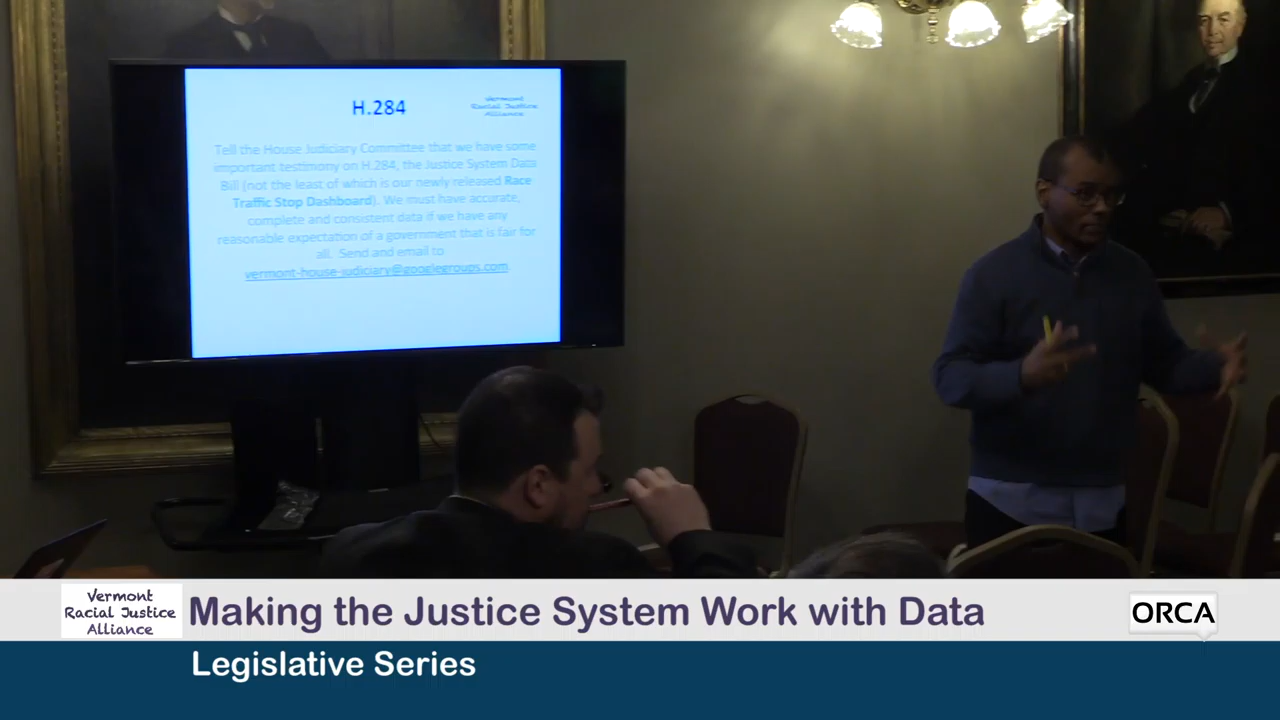 H.284
Vermont
Racial Justice
Alliance
Tell the House Judiciary Committee that we have some
important testimony on H.284, the Justice System Data
Bill (not the least of which is our newly released Race
Traffic Stop Dashboard). We must have accurate,
complete and consistent data if we have any
reasonable expectation of a government that is fair for
all. Send and email to
vermont-house-judiciary@googlegroups.com
Vermont
Racial Justice
Alliance
Making the Justice System Work with Data
ORCA
Legislative Series